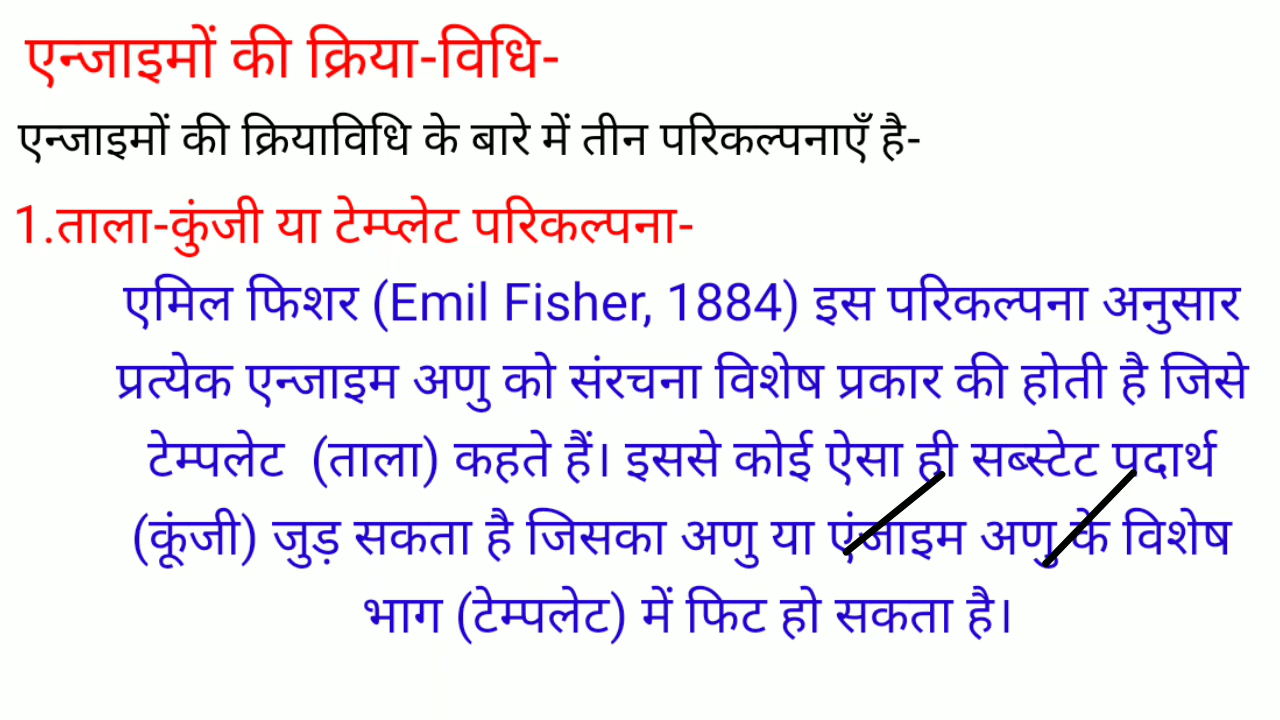 एन्जाइमों की क्रिया-विधि-
एन्जाइमों की क्रियाविधि के बारे में तीन परिकल्पनाएँ है-
1.ताला-कुंजी या टेम्प्लेट परिकल्पना-
एमिल फिशर (Emil Fisher, 1884) इस परिकल्पना अनुसार
प्रत्येक एन्जाइम अणु को संरचना विशेष प्रकार की होती है जिसे
टेम्पलेट (ताला) कहते हैं। इससे कोई ऐसा ही सब्स्टेट पदार्थ
(कूंजी) जुड़ सकता है जिसका अणु या एंजाइम अणु के विशेष
भाग (टेम्पलेट) में फिट हो सकता है।